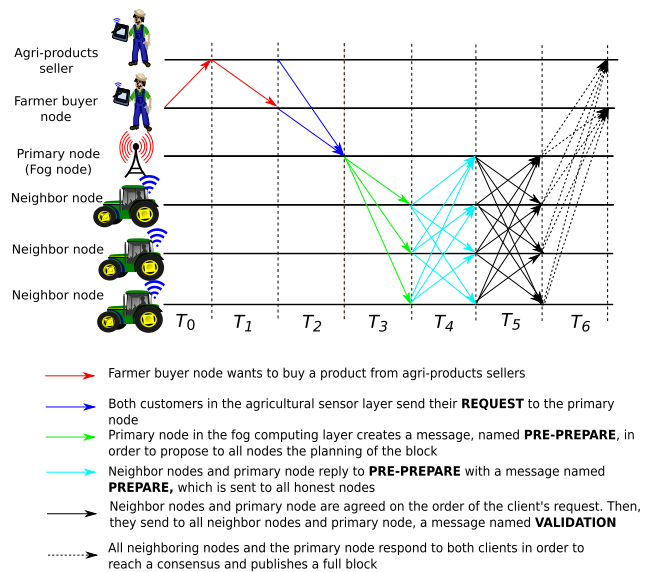 Agri-products
seller
Farmer buyer
node
Primary node
(Fog node)
Neighbor node
Neighbor node
Neighbor node
T0 T1 T2 T3 T4 T5 T6
Farmer buyer node wants to buy a product from agri-products sellers
Both customers in the agricultural sensor layer send their REQUEST to the primary
node
Primary node in the fog computing layer creates a message, named PRE-PREPARE, in
order to propose to all nodes the planning of the block
Neighbor nodes and primary node reply to PRE-PREPARE with a message named
PREPARE, which is sent to all honest nodes
Neighbor nodes and primary node are agreed on the order of the client's request. Then,
they send to all neighbor nodes and primary node, a message named VALIDATION
All neighboring nodes and the primary node respond to both clients in order to
reach a consensus and publishes a full block